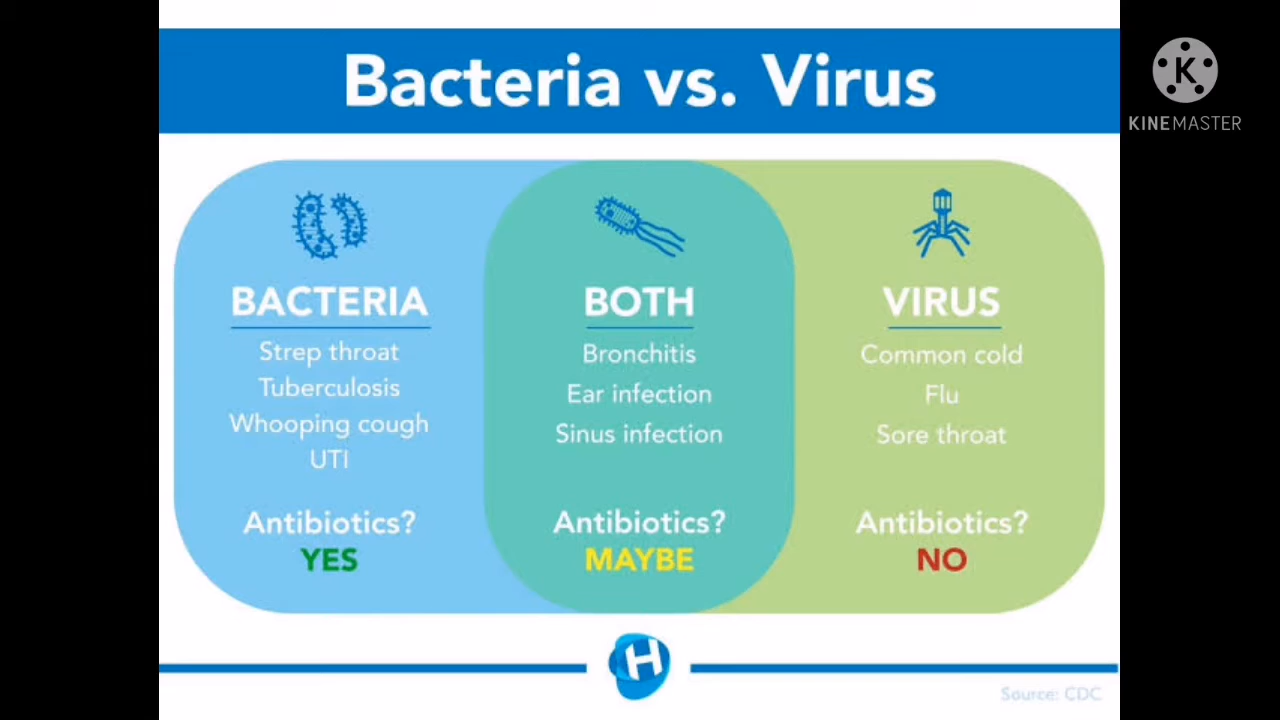 Bacteria vs. Virus
K
KINEMASTER
BACTERIA
Strep throat
Tuberculosis
Whooping cough
UTI
Antibiotics?
YES
BOTH
Bronchitis
Ear infection
Sinus infection
Antibiotics?
MAYBE
VIRUS
Common cold
Flu
Sore throat
Antibiotics?
NO
H
Source: CDC